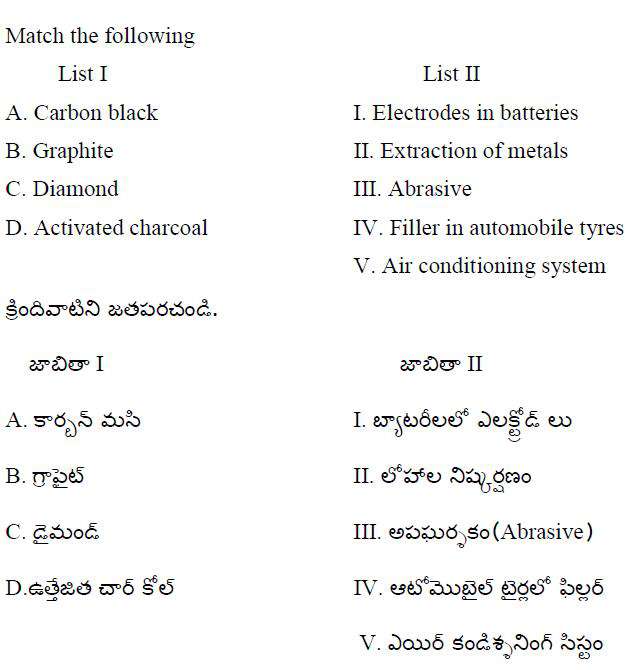 Match the following
List I List II
A. Carbon black I. Electrodes in batteries
B. Graphite II. Extraction of metals
C. Diamond III. Abrasive
D. Activated charcoal IV. Filler in automobile tyres
V. Air conditioning system
క్రిందివాటిని జతపరచండి.
జాబితా I జాబితా II
A. కార్బన్ మసి I. బ్యాటరీలలో ఎలక్ట్రోడ్ లు
B. గ్రాఫైట్ II. లోహాల నిష్కర్షణం
C. డైమండ్ III. అపఘర్శకం(Abrasive)
D.ఉత్తేజిత చార్ కోల్ IV. ఆటోమొబైల్ టైర్లలో ఫిల్లర్
V. ఎయిర్ కండిశ్శనింగ్ సిస్టం